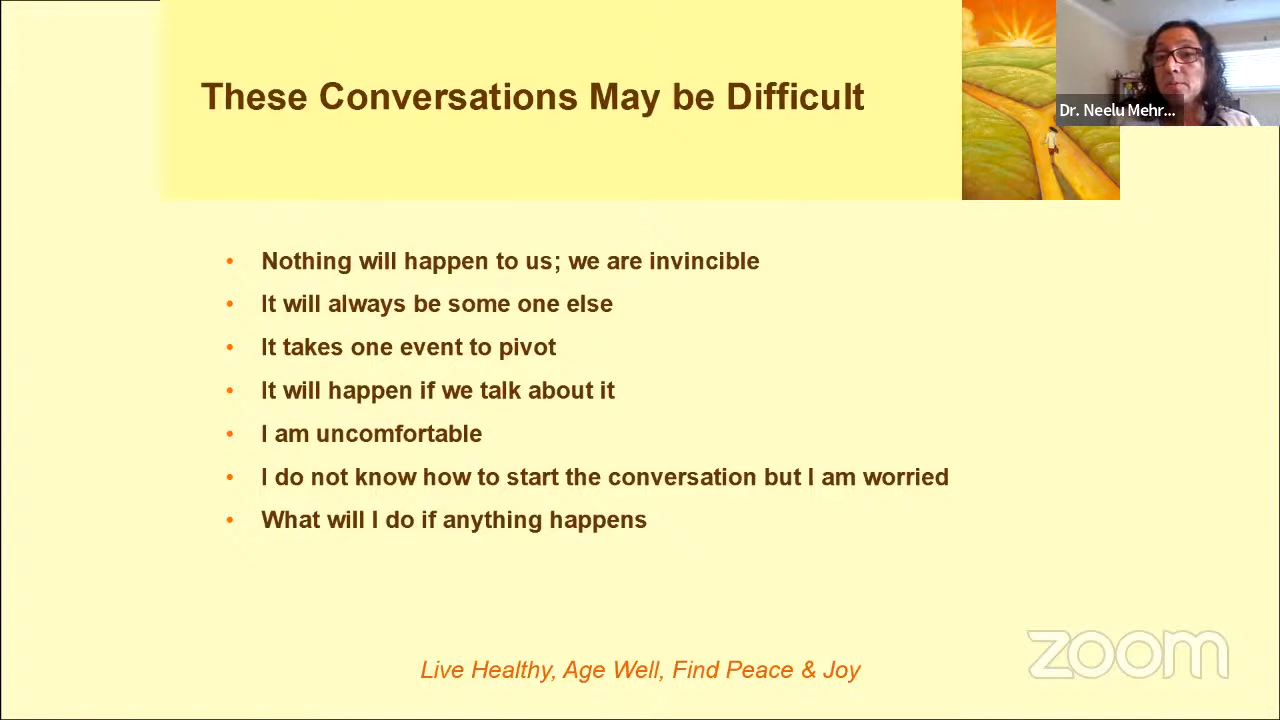 These Conversations May be Difficult
Dr. Neelu Mehr...
• Nothing will happen to us; we are invincible
• It will always be some one else
• It takes one event to pivot
• It will happen if we talk about it
• I am uncomfortable
• I do not know how to start the conversation but I am worried
• What will I do if anything happens
Live Healthy, Age Well, Find Peace & Joy
zoom